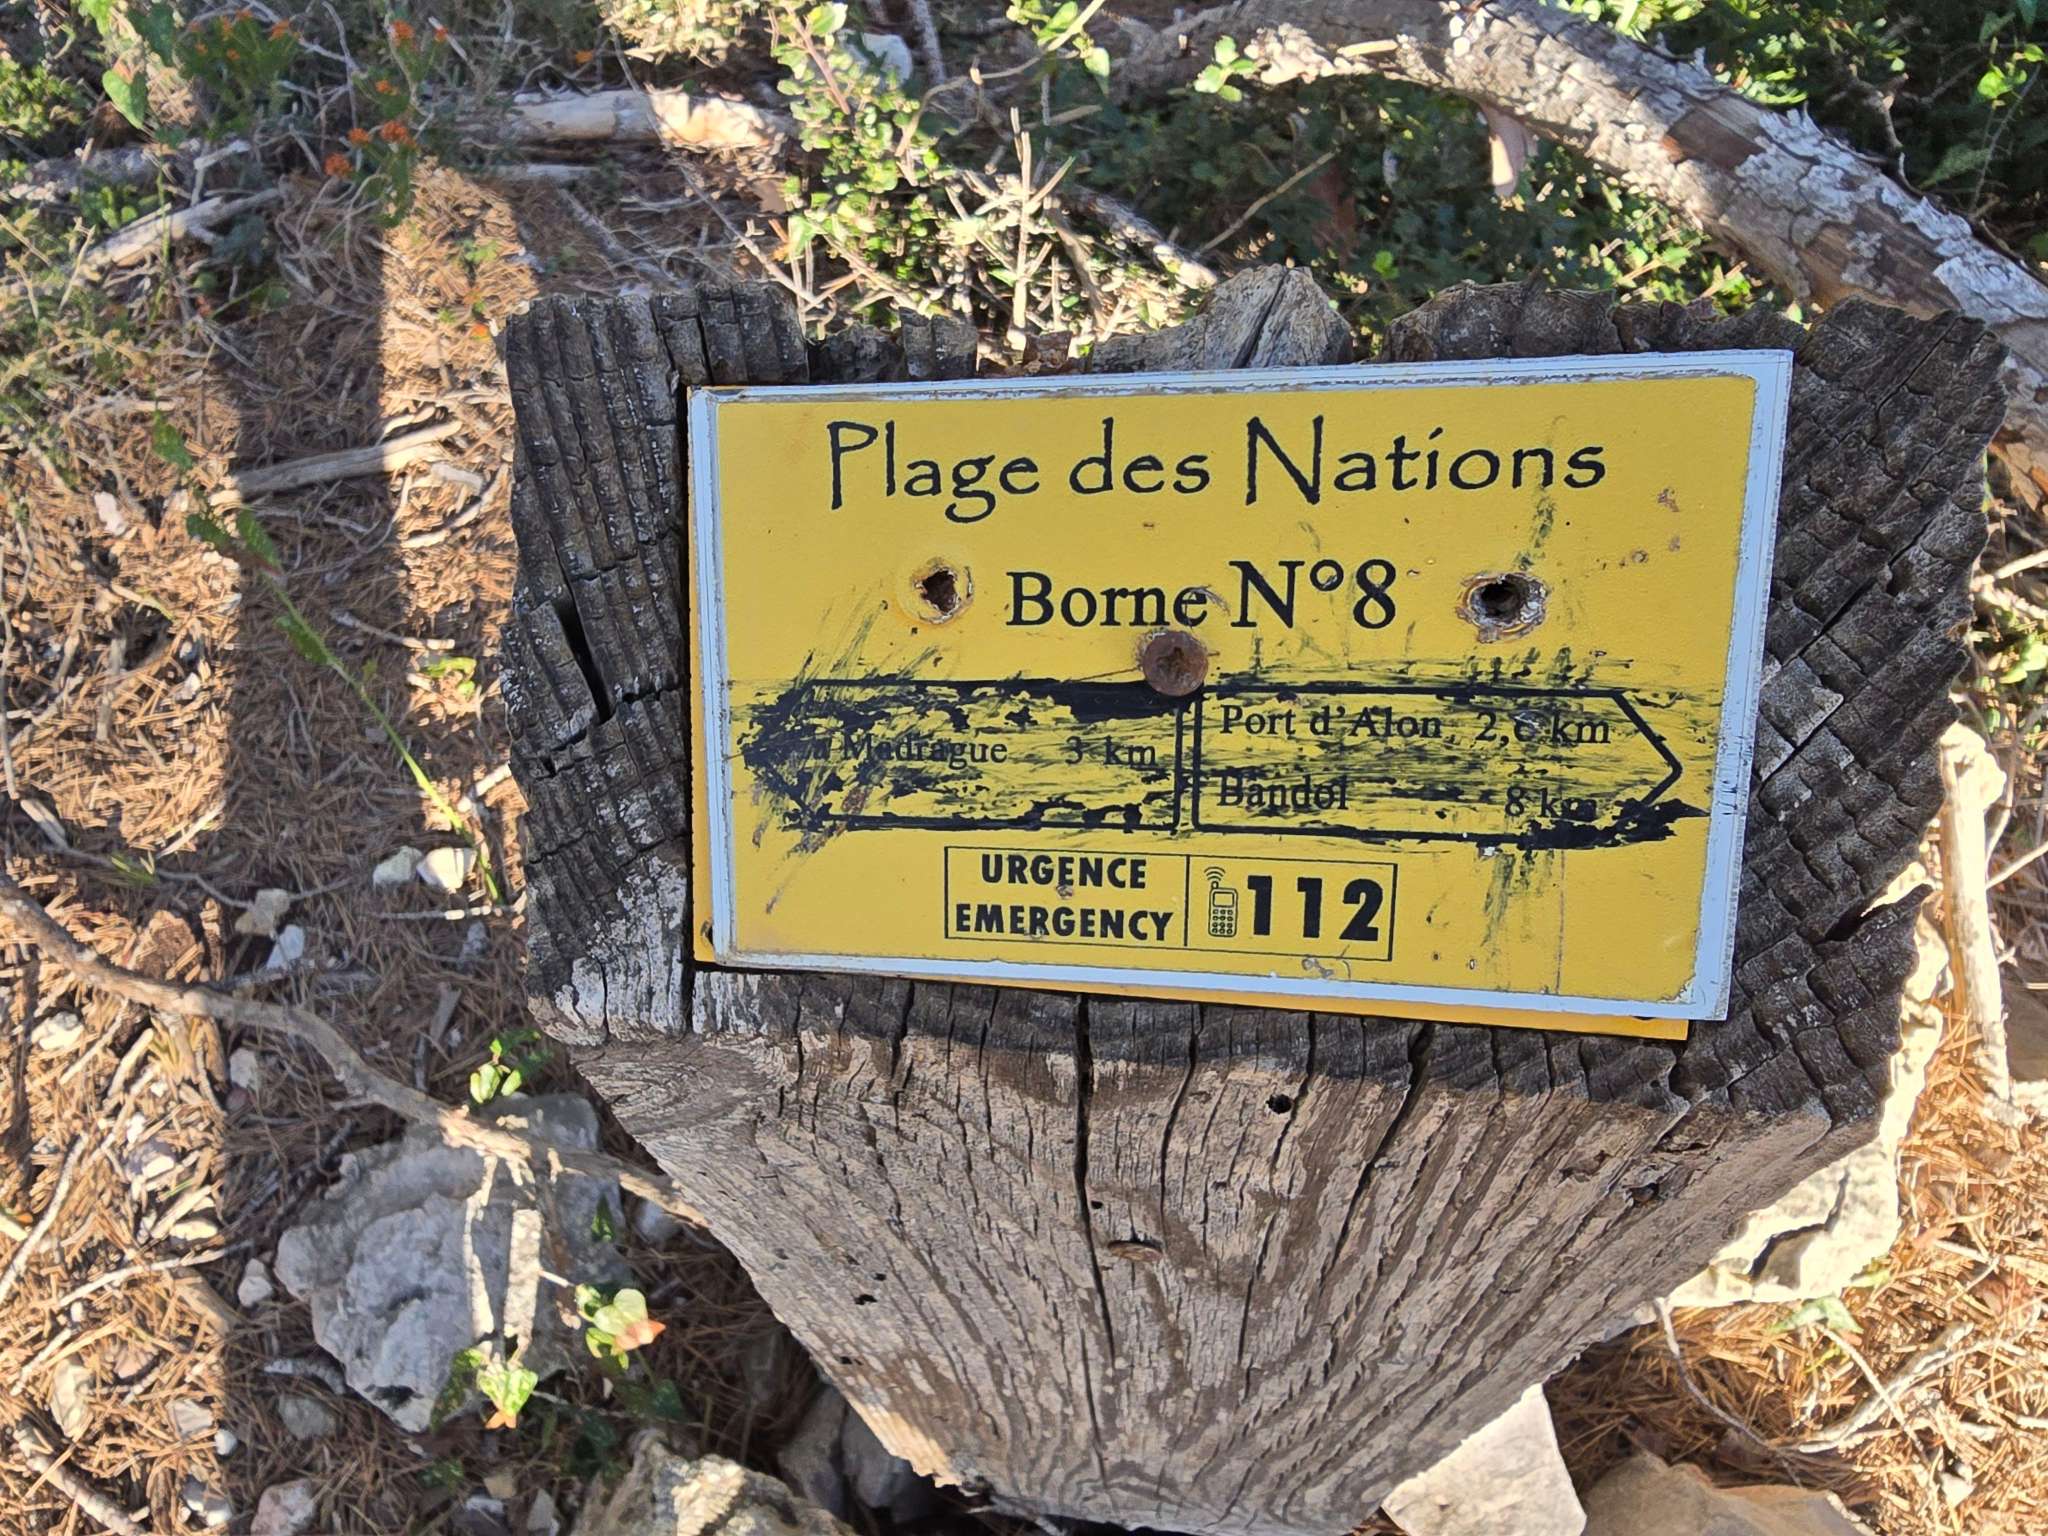 Plage des Nations
Borne N°8
Madrague 3 km
Port d'Alon 2,6 km
Bandol 8 km
URGENCE
EMERGENCY
112